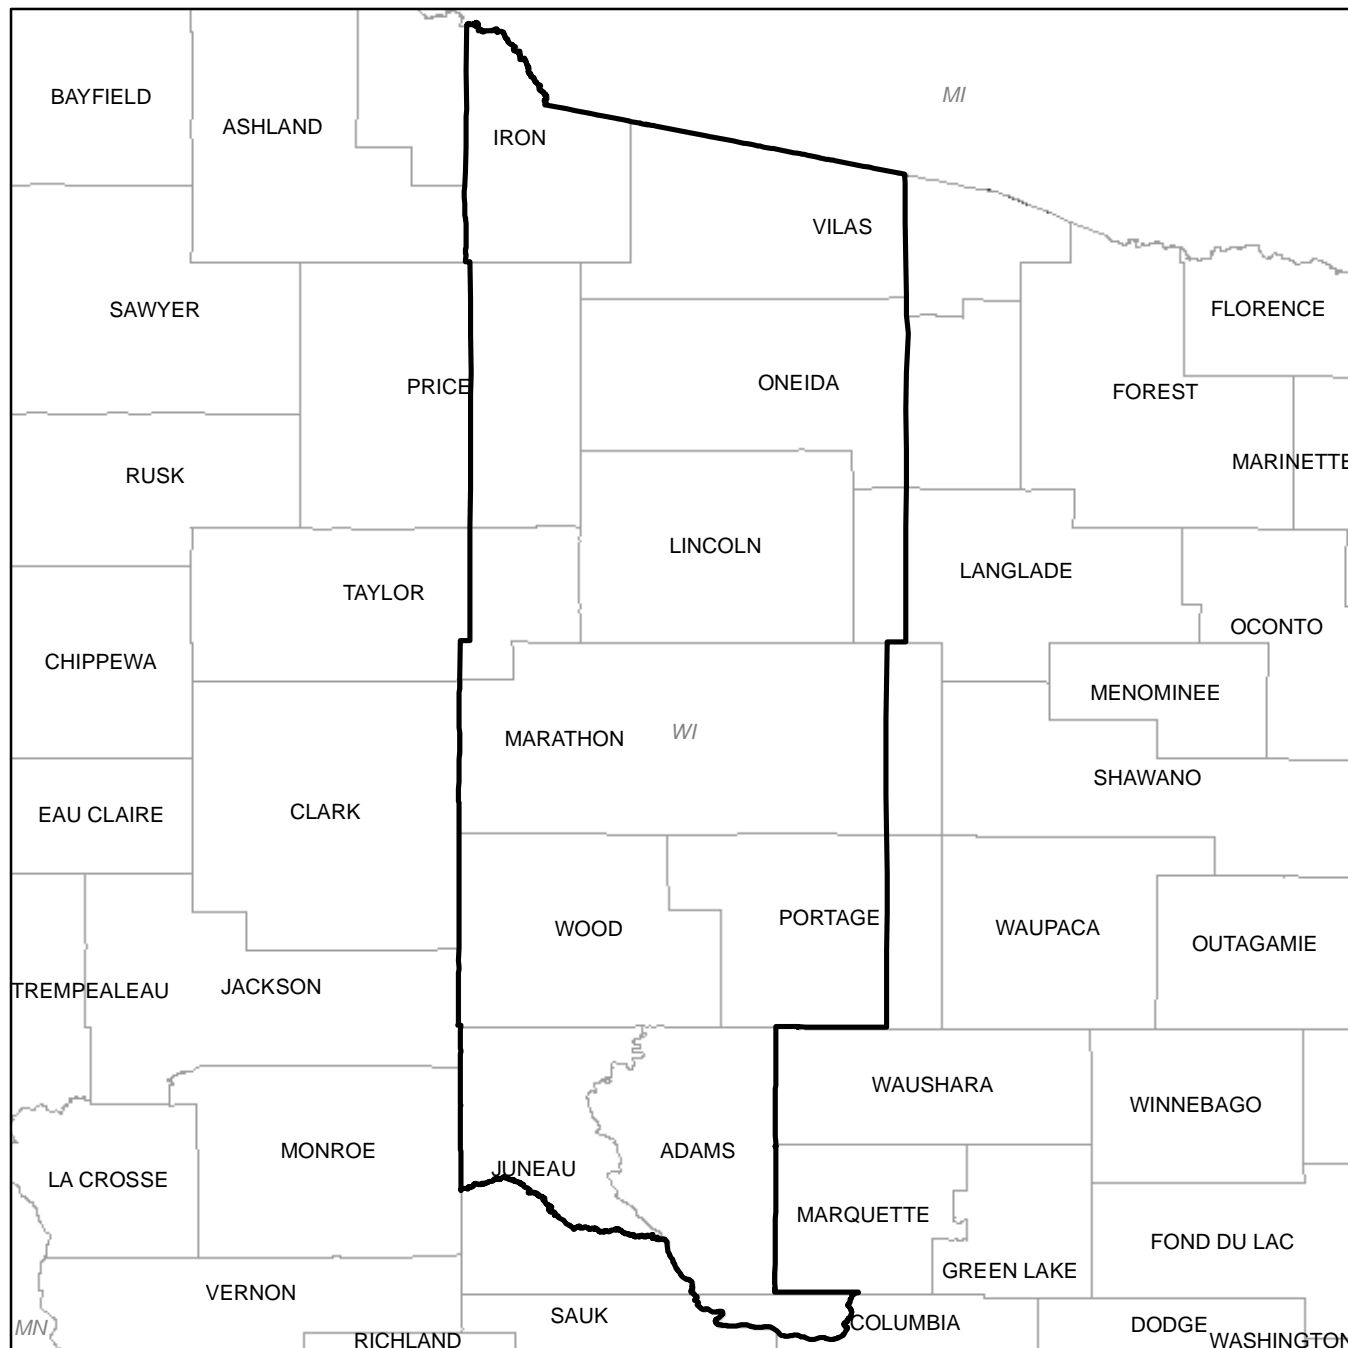 BAYFIELD
MI
ASHLAND
IRON
VILAS
SAWYER
FLORENCE
PRICE
ONEIDA
FOREST
RUSK
MARINETTE
LINCOLN
TAYLOR
LANGLADE
OCONTO
CHIPPEWA
MENOMINEE
MARATHON
WI
SHAWANO
EAU CLAIRE
CLARK
WOOD
PORTAGE
WAUPACA
OUTAGAMIE
TREMPEALEAU
JACKSON
WAUSHARA
WINNEBAGO
MONROE
ADAMS
JUNEAU
LA CROSSE
MARQUETTE
FOND DU LAC
GREEN LAKE
VERNON
SAUK
COLUMBIA
DODGE
MN
RICHLAND
WASHINGTON